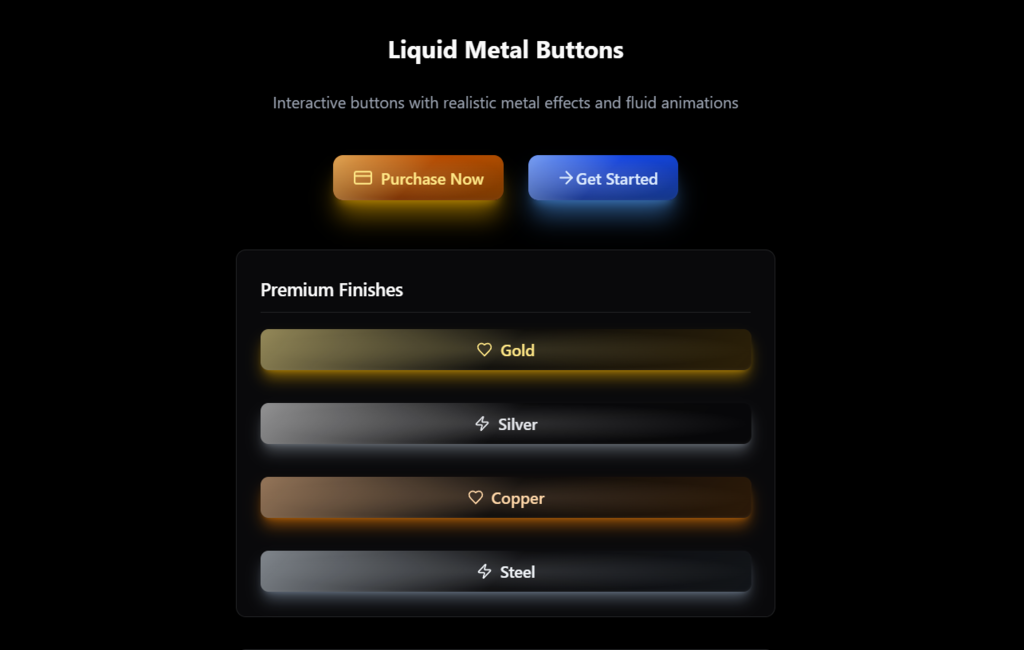 Liquid Metal Buttons
Interactive buttons with realistic metal effects and fluid animations
Purchase Now
Get Started
Premium Finishes
Gold
Silver
Copper
Steel